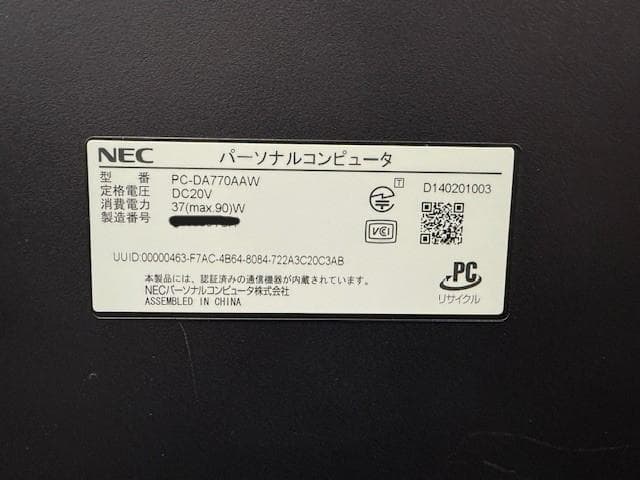 NEC パーソナルコンピュータ
型番 PC-DA770AAW
定格電圧 DC20V
消費電力 37(max.90)W
製造番号
T
D140201003
VCI
UUID:00000463-F7AC-4B64-8084-722A3C20C3AB
本製品には、認証済みの通信機器が内蔵されています。
NECパーソナルコンピュータ株式会社
ASSEMBLED IN CHINA
PC
リサイクル